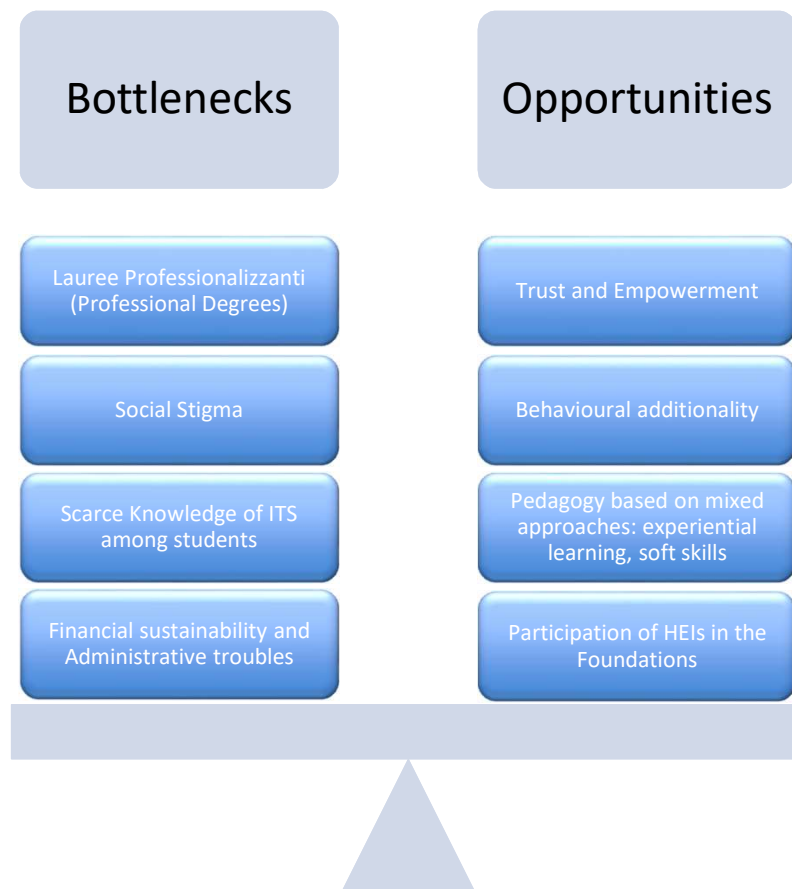 Bottlenecks
Opportunities
Lauree Professionalizzanti
(Professional Degrees)
Social Stigma
Scarce Knowledge of ITS
among students
Financial sustainability and
Administrative troubles
Trust and Empowerment
Behavioural additionality
Pedagogy based on mixed
approaches: experiential
learning, soft skills
Participation of HEIs in the
Foundations